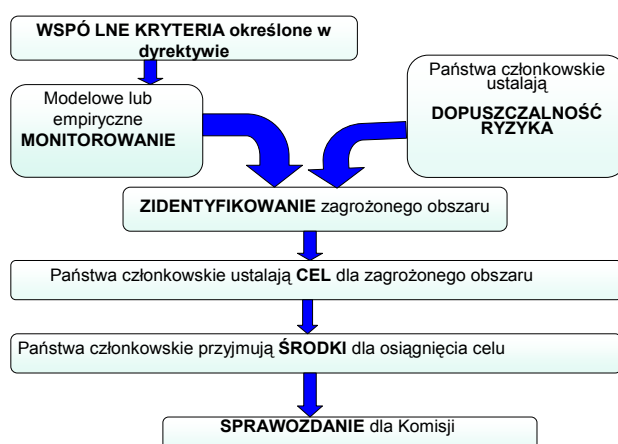 WSPÓ LNE KRYTERIA określone w
dyrektywie
Modelowe lub
empiryczne
MONITOROWANIE
Państwa członkowskie
ustalają
DOPUSZCZALNOŚĆ
RYZYKA
ZIDENTYFIKOWANIE zagrożonego obszaru
Państwa członkowskie ustalają CEL dla zagrożonego obszaru
Państwa członkowskie przyjmują ŚRODKI dla osiągnięcia celu
SPRAWOZDANIE dla Komisji